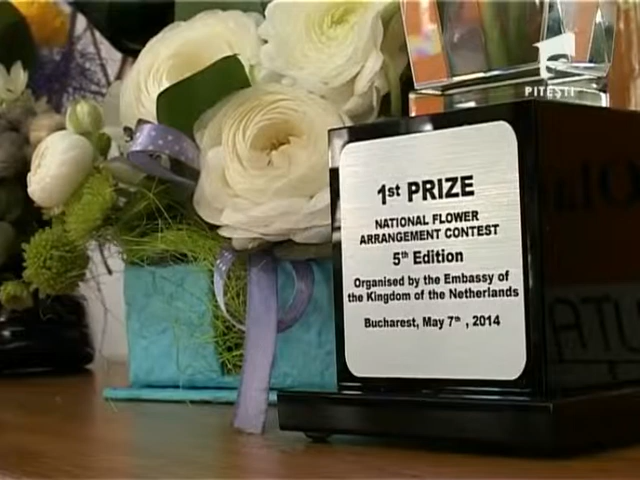 PITEȘTI
1st PRIZE
NATIONAL FLOWER
ARRANGEMENT CONTEST
5th Edition
Organised by the Embassy of
the Kingdom of the Netherlands
Bucharest, May 7th , 2014